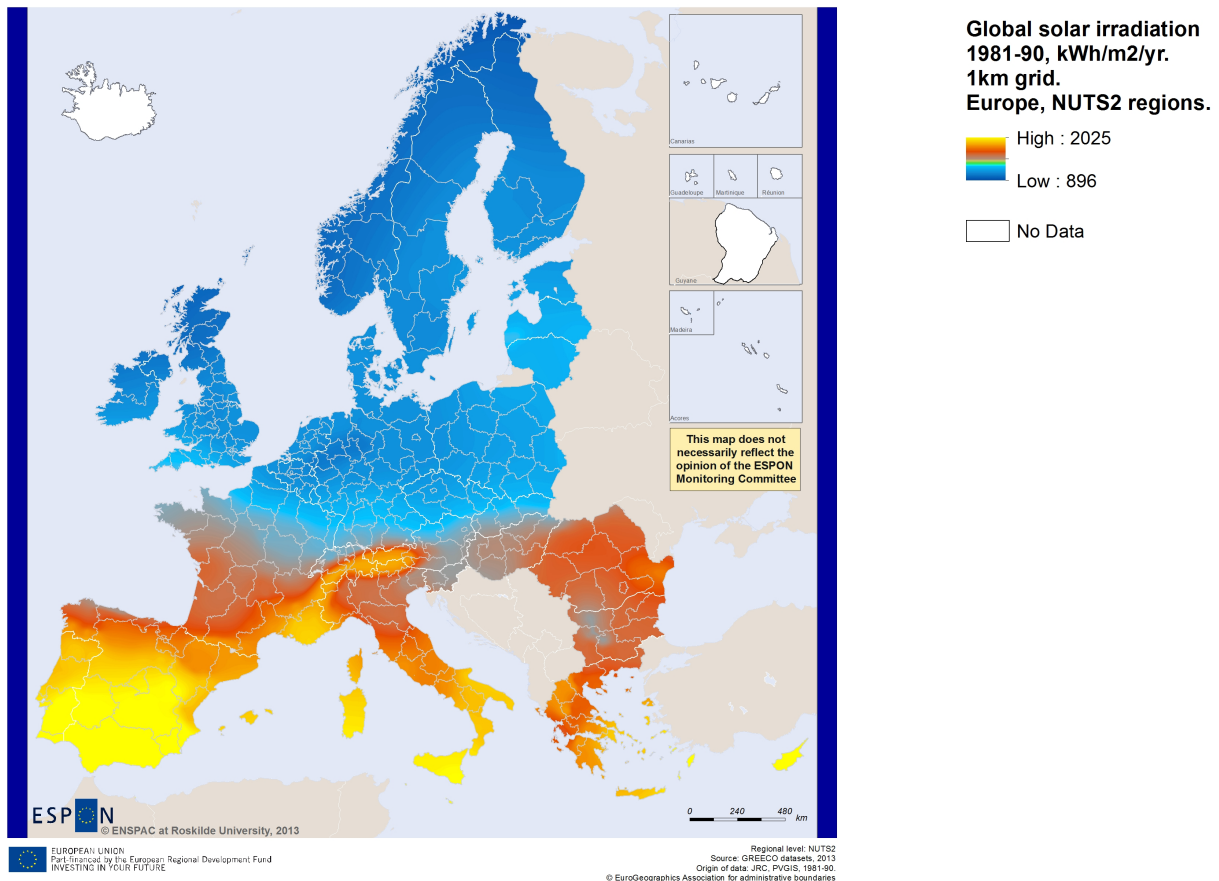 Global solar irradiation
1981-90, kWh/m2/yr.
1km grid.
Europe, NUTS2 regions.
High : 2025
Low : 896
No Data
Canarias
Guadeloupe
Martinique
Réunion
Guyane
Madeira
Acores
This map does not
necessarily reflect the
opinion of the ESPON
Monitoring Committee
ESPON
© ENSPAC at Roskilde University, 2013
0 240 480
km
EUROPEAN UNION
Part-financed by the European Regional Development Fund
INVESTING IN YOUR FUTURE
Regional level: NUTS2
Source: GREECO datasets, 2013
Origin of data: JRC, PVGIS, 1981-90.
© EuroGeographics Association for administrative boundaries